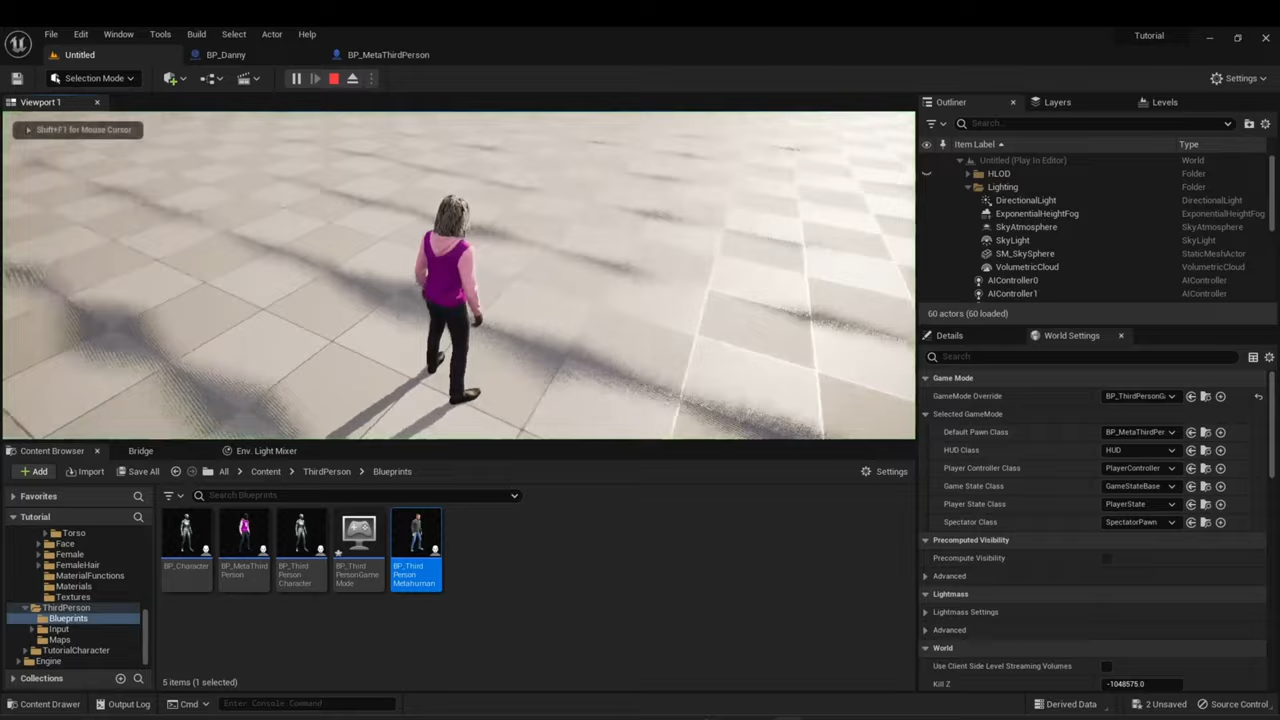 File Edit Window Tools Build Select Actor Help
Tutorial
Untitled BP_Danny BP_MetaThirdPerson
Selection Mode
Settings
Viewport 1
Shift+F1 for Mouse Cursor
Outliner Layers Levels
Search...
Item Label Type
Untitled (Play In Editor) World
HLOD Folder
Lighting Folder
DirectionalLight DirectionalLight
ExponentialHeightFog ExponentialHeightFog
SkyAtmosphere SkyAtmosphere
SkyLight SkyLight
SM_SkySphere StaticMeshActor
VolumetricCloud VolumetricCloud
AIController0 AIController
AIController1 AIController
60 actors (60 loaded)
Details World Settings
Search
Game Mode
GameMode Override BP_ThirdPersonG
Selected GameMode
Default Pawn Class BP_MetaThirdPer
HUD Class HUD
Player Controller Class PlayerController
Game State Class GameStateBase
Player State Class PlayerState
Spectator Class SpectatorPawn
Precomputed Visibility
Precompute Visibility
Advanced
Lightmass
Lightmass Settings
Advanced
World
Use Client Side Level Streaming Volumes
Kill Z -1048575.0
Content Browser Bridge Env. Light Mixer
Add Import Save All All Content ThirdPerson Blueprints Settings
Favorites
Search Blueprints
Tutorial
Torso
Face
Female
FemaleHair
MaterialFunctions
Materials
Textures
ThirdPerson
Blueprints
Input
Maps
TutorialCharacter
Engine
Collections
BP_Character
BP_MetaThird
Person
BP_Third
Person
Character
BP_Third
PersonGame
Mode
BP_Third
Person
Metahuman
5 items (1 selected)
Content Drawer Output Log Cmd Enter Console Command
Derived Data 2 Unsaved Source Control